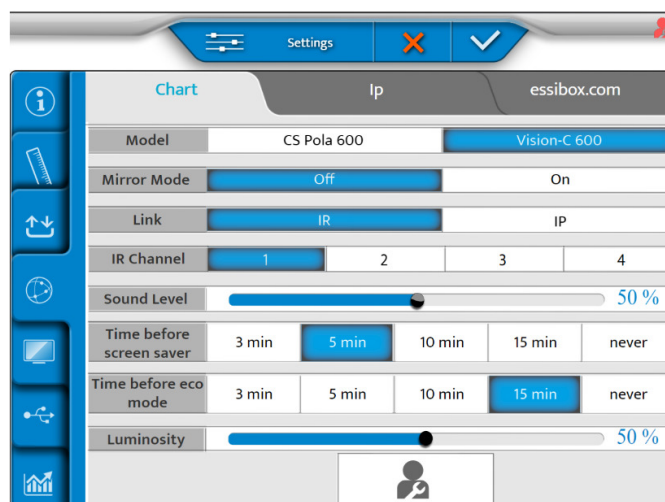 Settings
Chart
Ip
essibox.com
Model
CS Pola 600
Vision-C 600
Mirror Mode
Off
On
Link
IR
IP
IR Channel
1
2
3
4
Sound Level
50 %
Time before
screen saver
3 min
5 min
10 min
15 min
never
Time before eco
mode
3 min
5 min
10 min
15 min
never
Luminosity
50 %